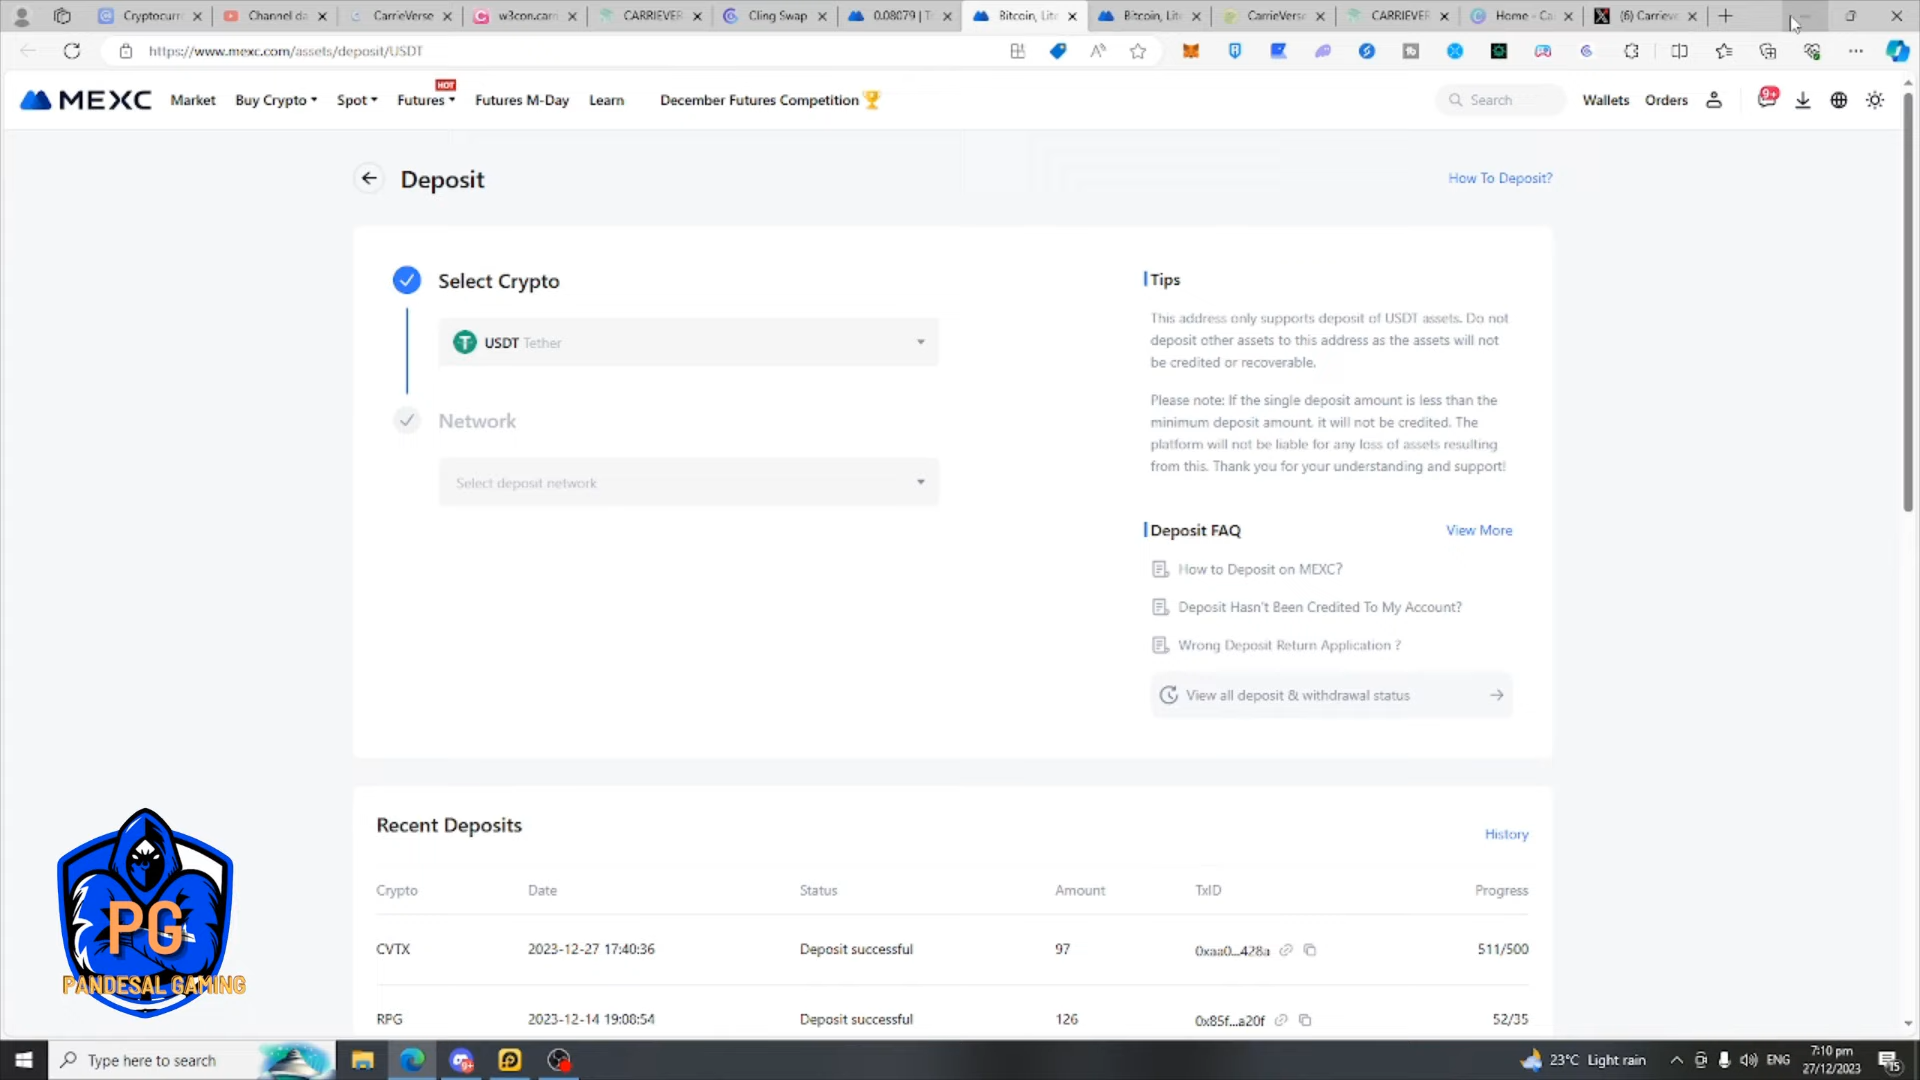 Cryptocurr
Channel da
CarrieVerse
w3con.carr
CARRIEVER
Cling Swap
0.08079 | T
Bitcoin, Lite
Bitcoin, Lite
CarrieVerse
CARRIEVER
Home - Ca
(6) Carrieve
https://www.mexc.com/assets/deposit/USDT
MEXC
Market
Buy Crypto
Spot
HOT
Futures
Futures M-Day
Learn
December Futures Competition
Search
Wallets
Orders
9+
Deposit
How To Deposit?
Select Crypto
USDT Tether
Network
Select deposit network
Tips
This address only supports deposit of USDT assets. Do not
deposit other assets to this address as the assets will not
be credited or recoverable.
Please note: If the single deposit amount is less than the
minimum deposit amount, it will not be credited. The
platform will not be liable for any loss of assets resulting
from this. Thank you for your understanding and support!
Deposit FAQ
View More
How to Deposit on MEXC?
Deposit Hasn't Been Credited To My Account?
Wrong Deposit Return Application ?
View all deposit & withdrawal status
Recent Deposits
History
Crypto Date Status Amount TxID Progress
CVTX 2023-12-27 17:40:36 Deposit successful 97 0xaa0...428a 511/500
RPG 2023-12-14 19:08:54 Deposit successful 126 0x85f...a20f 52/35
PG
PANDESAL GAMING
Type here to search
23°C Light rain
ENG
7:10 pm
27/12/2023
15